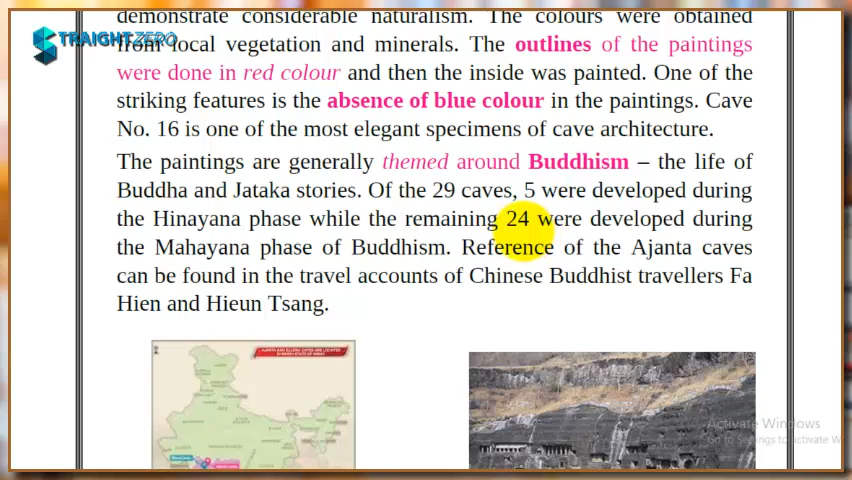 demonstrate considerable naturalism. The colours were obtained
from local vegetation and minerals. The outlines of the paintings
STRAIGHTZERO
were done in red colour and then the inside was painted. One of the
striking features is the absence of blue colour in the paintings. Cave
No. 16 is one of the most elegant specimens of cave architecture.
The paintings are generally themed around Buddhism – the life of
Buddha and Jataka stories. Of the 29 caves, 5 were developed during
the Hinayana phase while the remaining 24 were developed during
the Mahayana phase of Buddhism. Reference of the Ajanta caves
can be found in the travel accounts of Chinese Buddhist travellers Fa
Hien and Hieun Tsang.
Activate Windows
Go to Settings to activate W